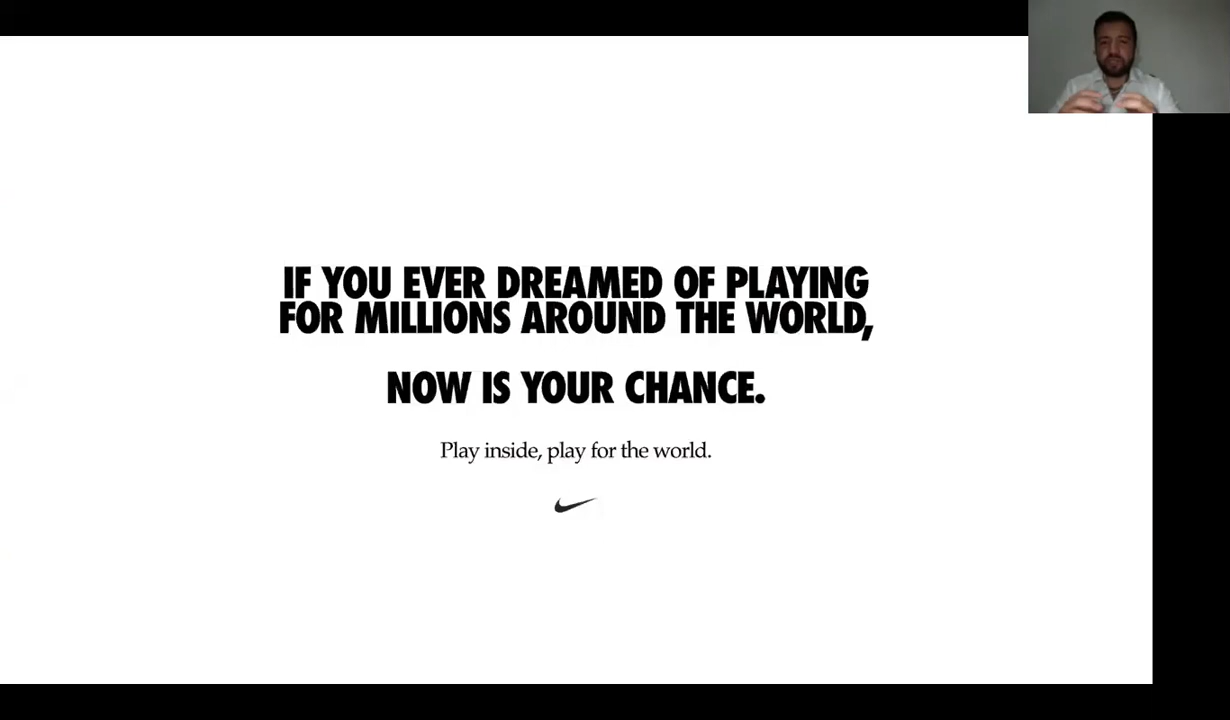 IF YOU EVER DREAMED OF PLAYING
FOR MILLIONS AROUND THE WORLD,
NOW IS YOUR CHANCE.
Play inside, play for the world.